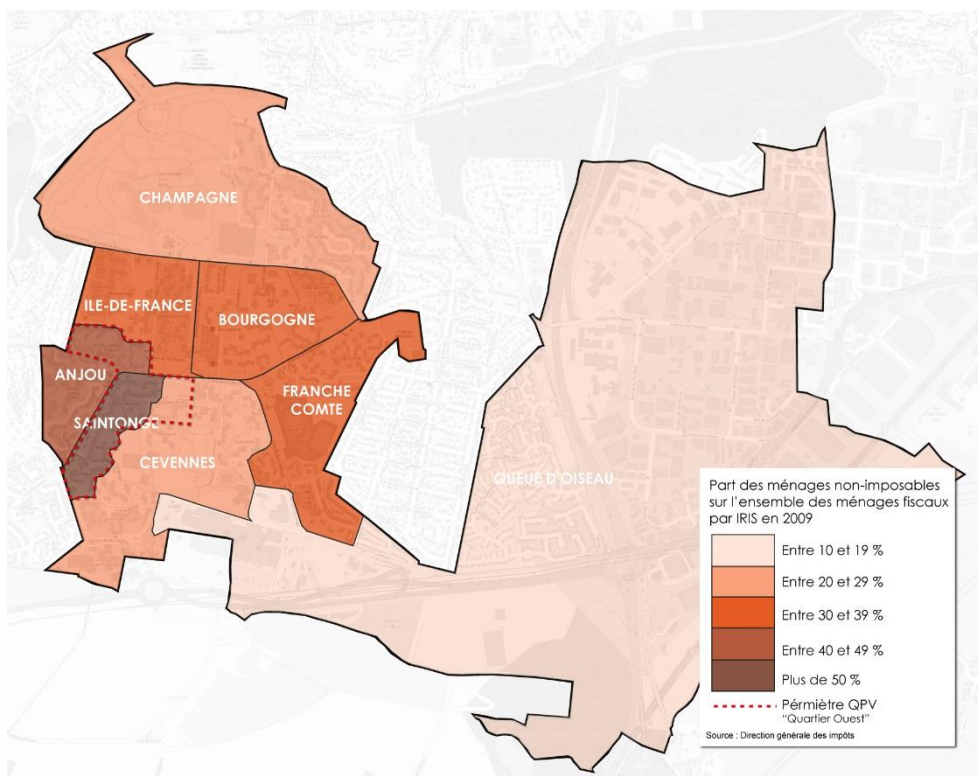 CHAMPAGNE
ILE-DE-FRANCE
BOURGOGNE
ANJOU
FRANCHE
COMTE
SAINTONGE
CEVENNES
QUEUE D'OISEAU
Part des ménages non-imposables
sur l'ensemble des ménages fiscaux
par IRIS en 2009
Entre 10 et 19 %
Entre 20 et 29 %
Entre 30 et 39 %
Entre 40 et 49 %
Plus de 50 %
Pérmiètre QPV
"Quartier Ouest"
Source : Direction générale des impôts